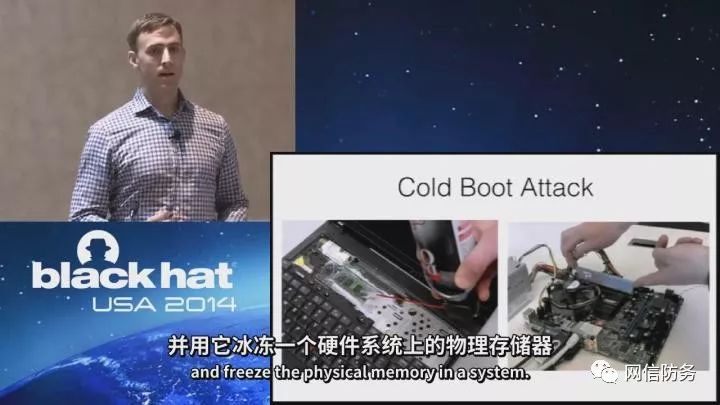 Cold Boot Attack
black hat
USA 2014
并用它冰冻一个硬件系统上的物理存储器
and freeze the physical memory in a system.
网信防务